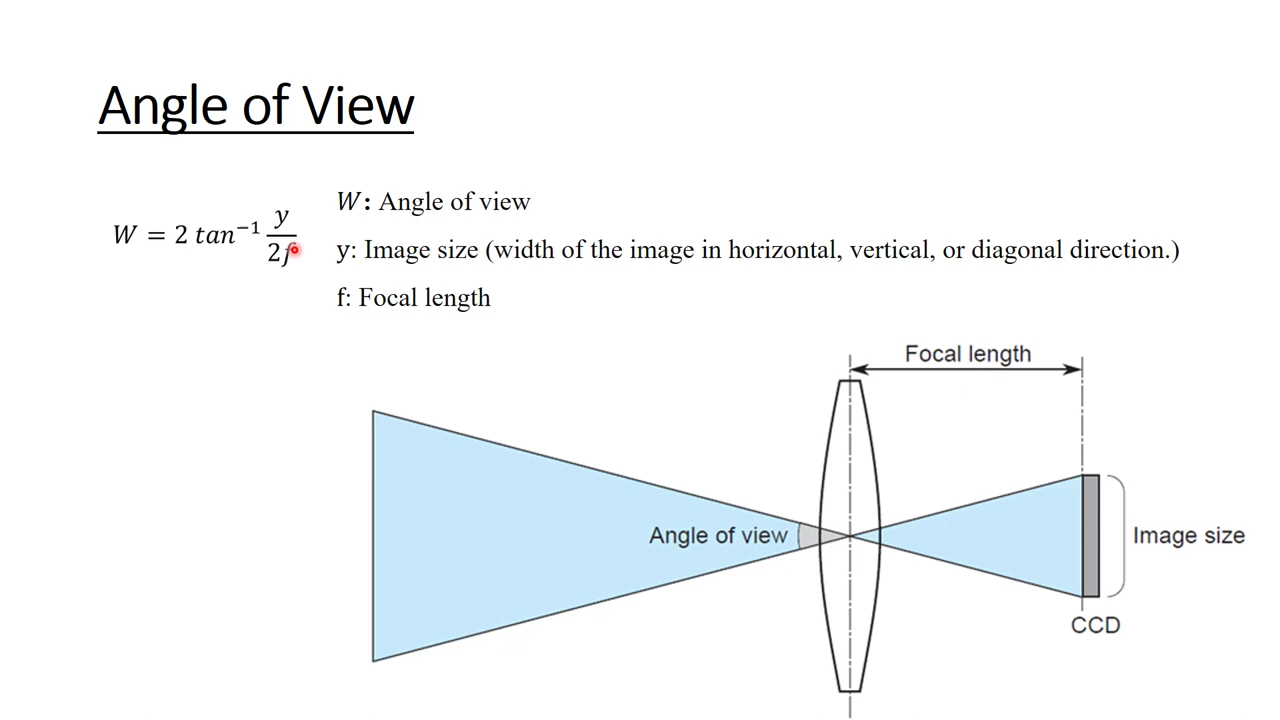 Angle of View
W = 2 tan⁻¹ y/2f
W: Angle of view
y: Image size (width of the image in horizontal, vertical, or diagonal direction.)
f: Focal length
Focal length
Angle of view
Image size
CCD